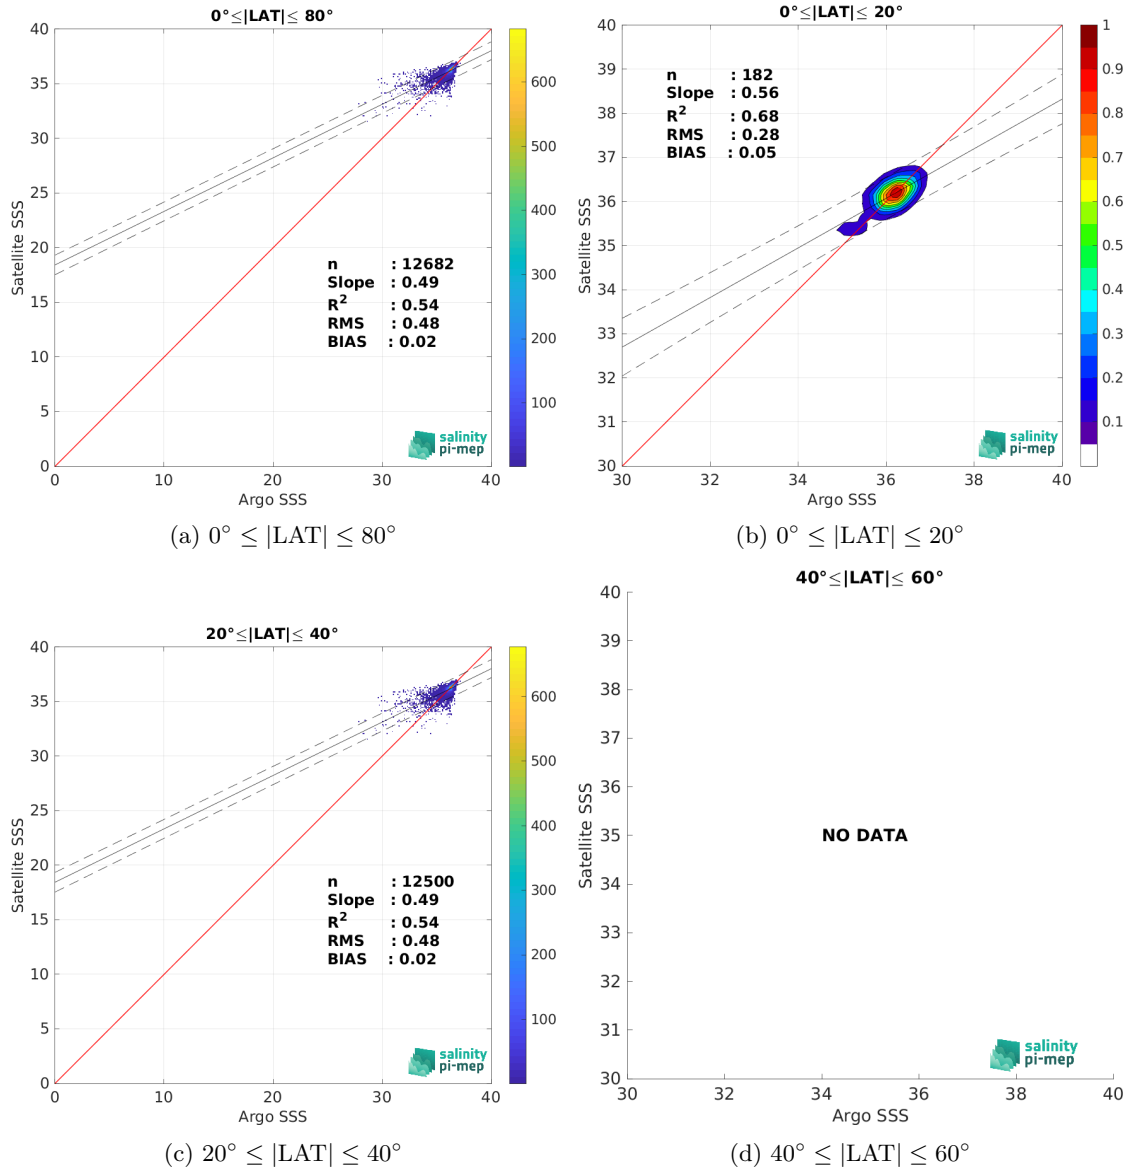 0°≤|LAT|≤ 80°
40
35
30
25
20
15
10
5
0
Satellite SSS
n : 12682
Slope : 0.49
R² : 0.54
RMS : 0.48
BIAS : 0.02
salinity
pi-mep
0 10 20 30 40
Argo SSS
600
500
400
300
200
100
(a) 0° ≤ |LAT| ≤ 80°
0°≤|LAT|≤ 20°
40
39
38
37
36
35
34
33
32
31
30
Satellite SSS
n : 182
Slope : 0.56
R² : 0.68
RMS : 0.28
BIAS : 0.05
salinity
pi-mep
30 32 34 36 38 40
Argo SSS
1
0.9
0.8
0.7
0.6
0.5
0.4
0.3
0.2
0.1
(b) 0° ≤ |LAT| ≤ 20°
20°≤|LAT|≤ 40°
40
35
30
25
20
15
10
5
0
Satellite SSS
n : 12500
Slope : 0.49
R² : 0.54
RMS : 0.48
BIAS : 0.02
salinity
pi-mep
0 10 20 30 40
Argo SSS
600
500
400
300
200
100
(c) 20° ≤ |LAT| ≤ 40°
40°≤|LAT|≤ 60°
40
39
38
37
36
35
34
33
32
31
30
Satellite SSS
NO DATA
salinity
pi-mep
30 32 34 36 38 40
Argo SSS
(d) 40° ≤ |LAT| ≤ 60°